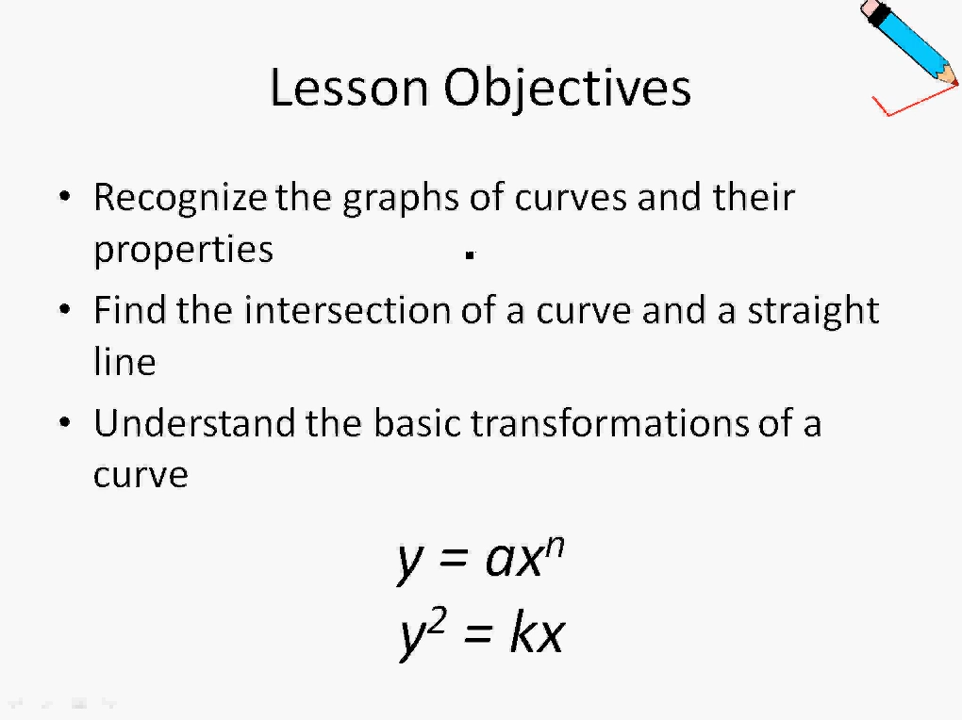 Lesson Objectives
• Recognize the graphs of curves and their
properties
• Find the intersection of a curve and a straight
line
• Understand the basic transformations of a
curve
y = axⁿ
y² = kx